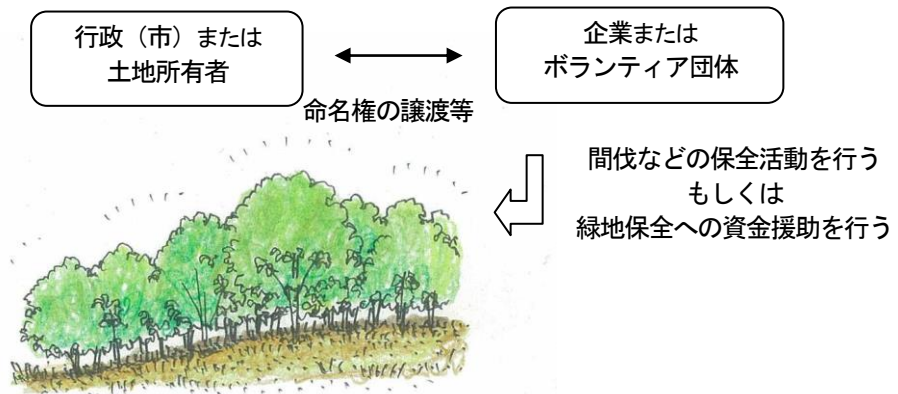 行政（市）または
土地所有者
企業または
ボランティア団体
命名権の譲渡等
間伐などの保全活動を行う
もしくは
緑地保全への資金援助を行う